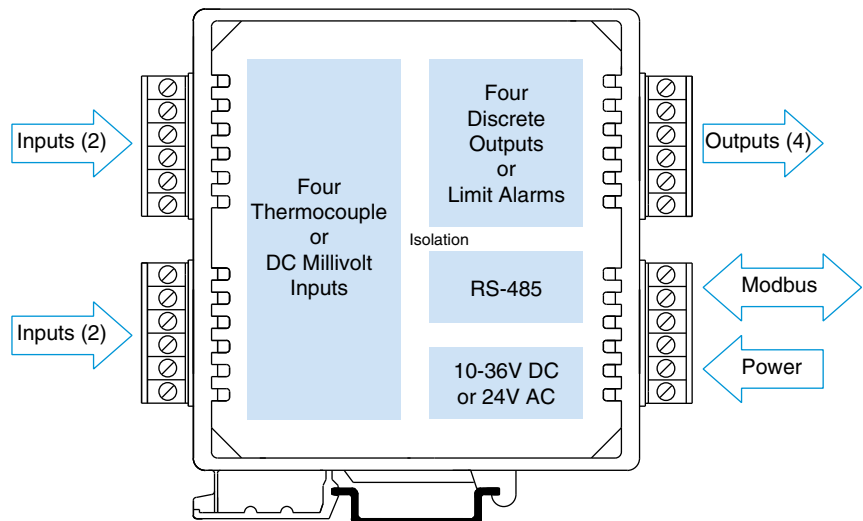 Inputs (2)
Inputs (2)
Four
Thermocouple
or
DC Millivolt
Inputs
Four
Discrete
Outputs
or
Limit Alarms
Isolation
RS-485
10-36V DC
or 24V AC
Outputs (4)
Modbus
Power